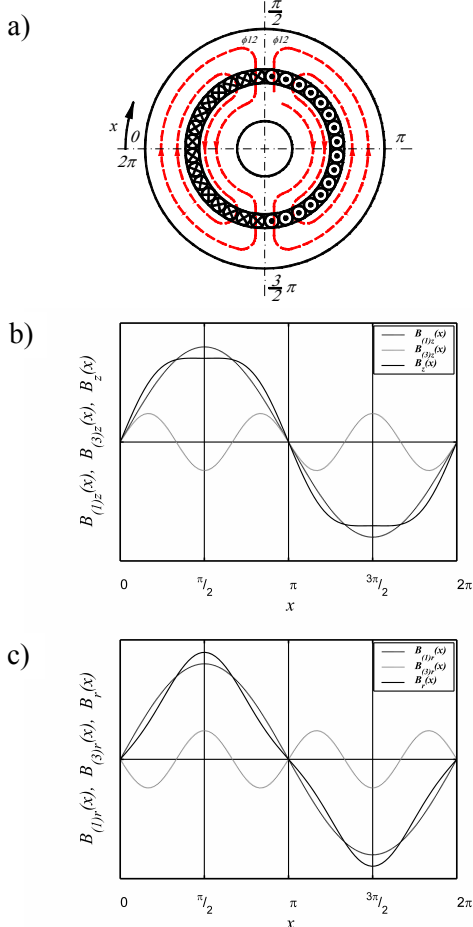 a)
π/2
ϕ12 ϕ12
x
0
2π
π
3/2 π
b)
B(1)z(x)
B(3)z(x)
Bz(x)
B(1)z(x), B(3)z(x), Bz(x)
0 π/2 π 3π/2 2π
x
c)
B(1)r(x)
B(3)r(x)
Br(x)
B(1)r(x), B(3)r(x), Br(x)
0 π/2 π 3π/2 2π
x